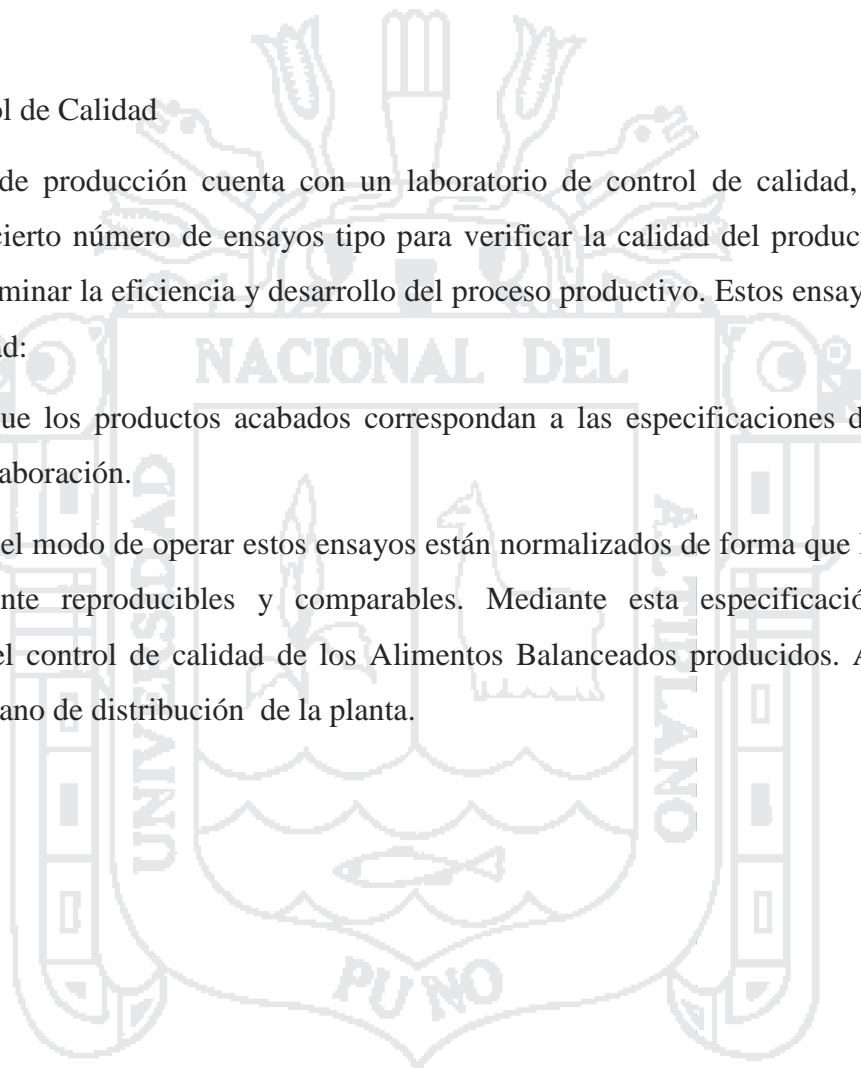 ol de Calidad
de producción cuenta con un laboratorio de control de calidad,
cierto número de ensayos tipo para verificar la calidad del produc
minar la eficiencia y desarrollo del proceso productivo. Estos ensay
ad:
NACIONAL DEL
ue los productos acabados correspondan a las especificaciones d
aboración.
el modo de operar estos ensayos están normalizados de forma que
nte reproducibles y comparables. Mediante esta especificació
el control de calidad de los Alimentos Balanceados producidos. A
ano de distribución de la planta.
UNIVERSIDAD
ALTIPLANO
PUNO